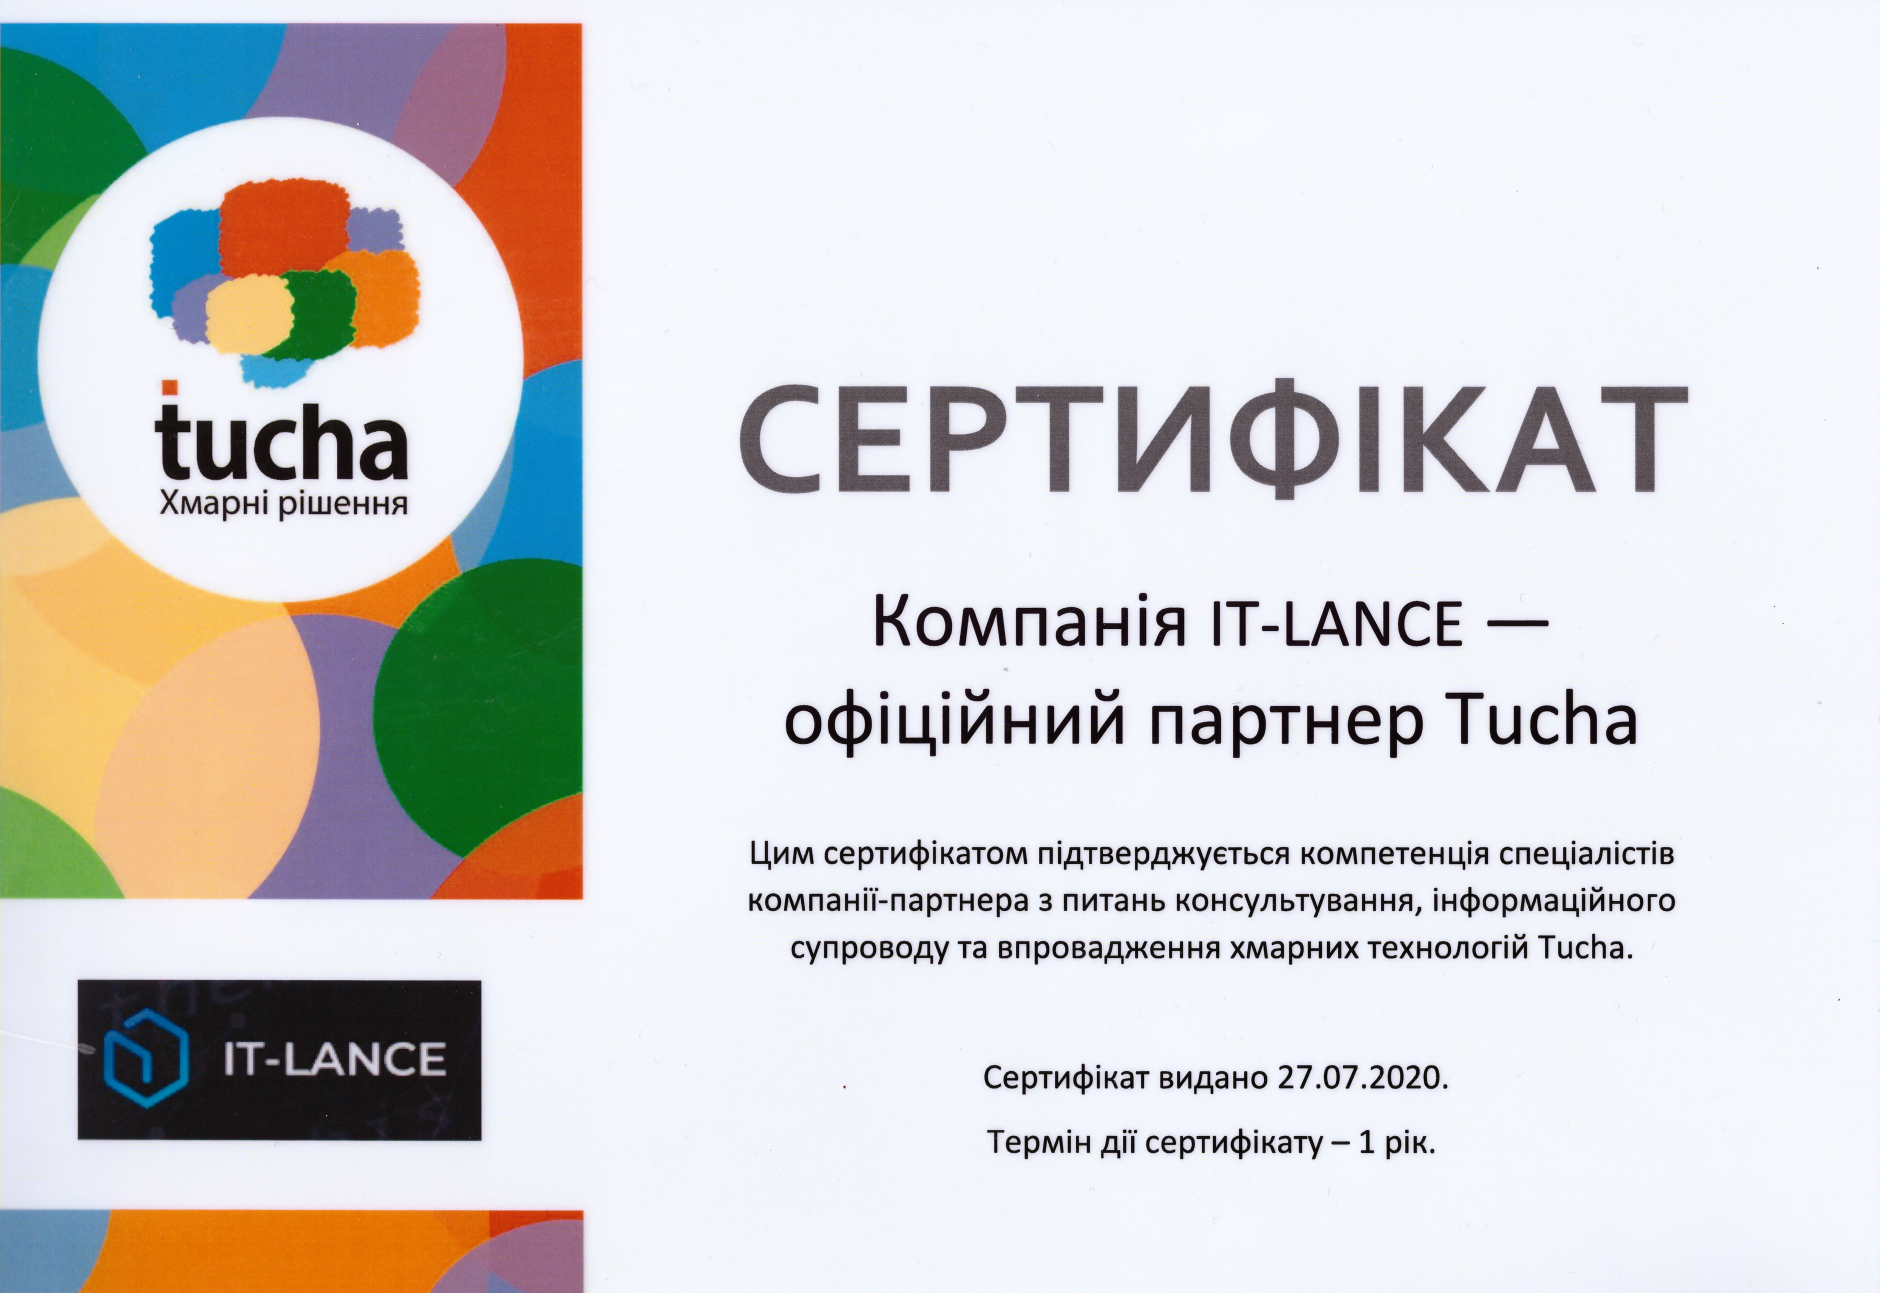 tucha
Хмарні рішення
СЕРТИФІКАТ
Компанія IT-LANCE —
офіційний партнер Tucha
Цим сертифікатом підтверджується компетенція спеціалістів
компанії-партнера з питань консультування, інформаційного
супроводу та впровадження хмарних технологій Tucha.
IT-LANCE
Сертифікат видано 27.07.2020.
Термін дії сертифікату – 1 рік.